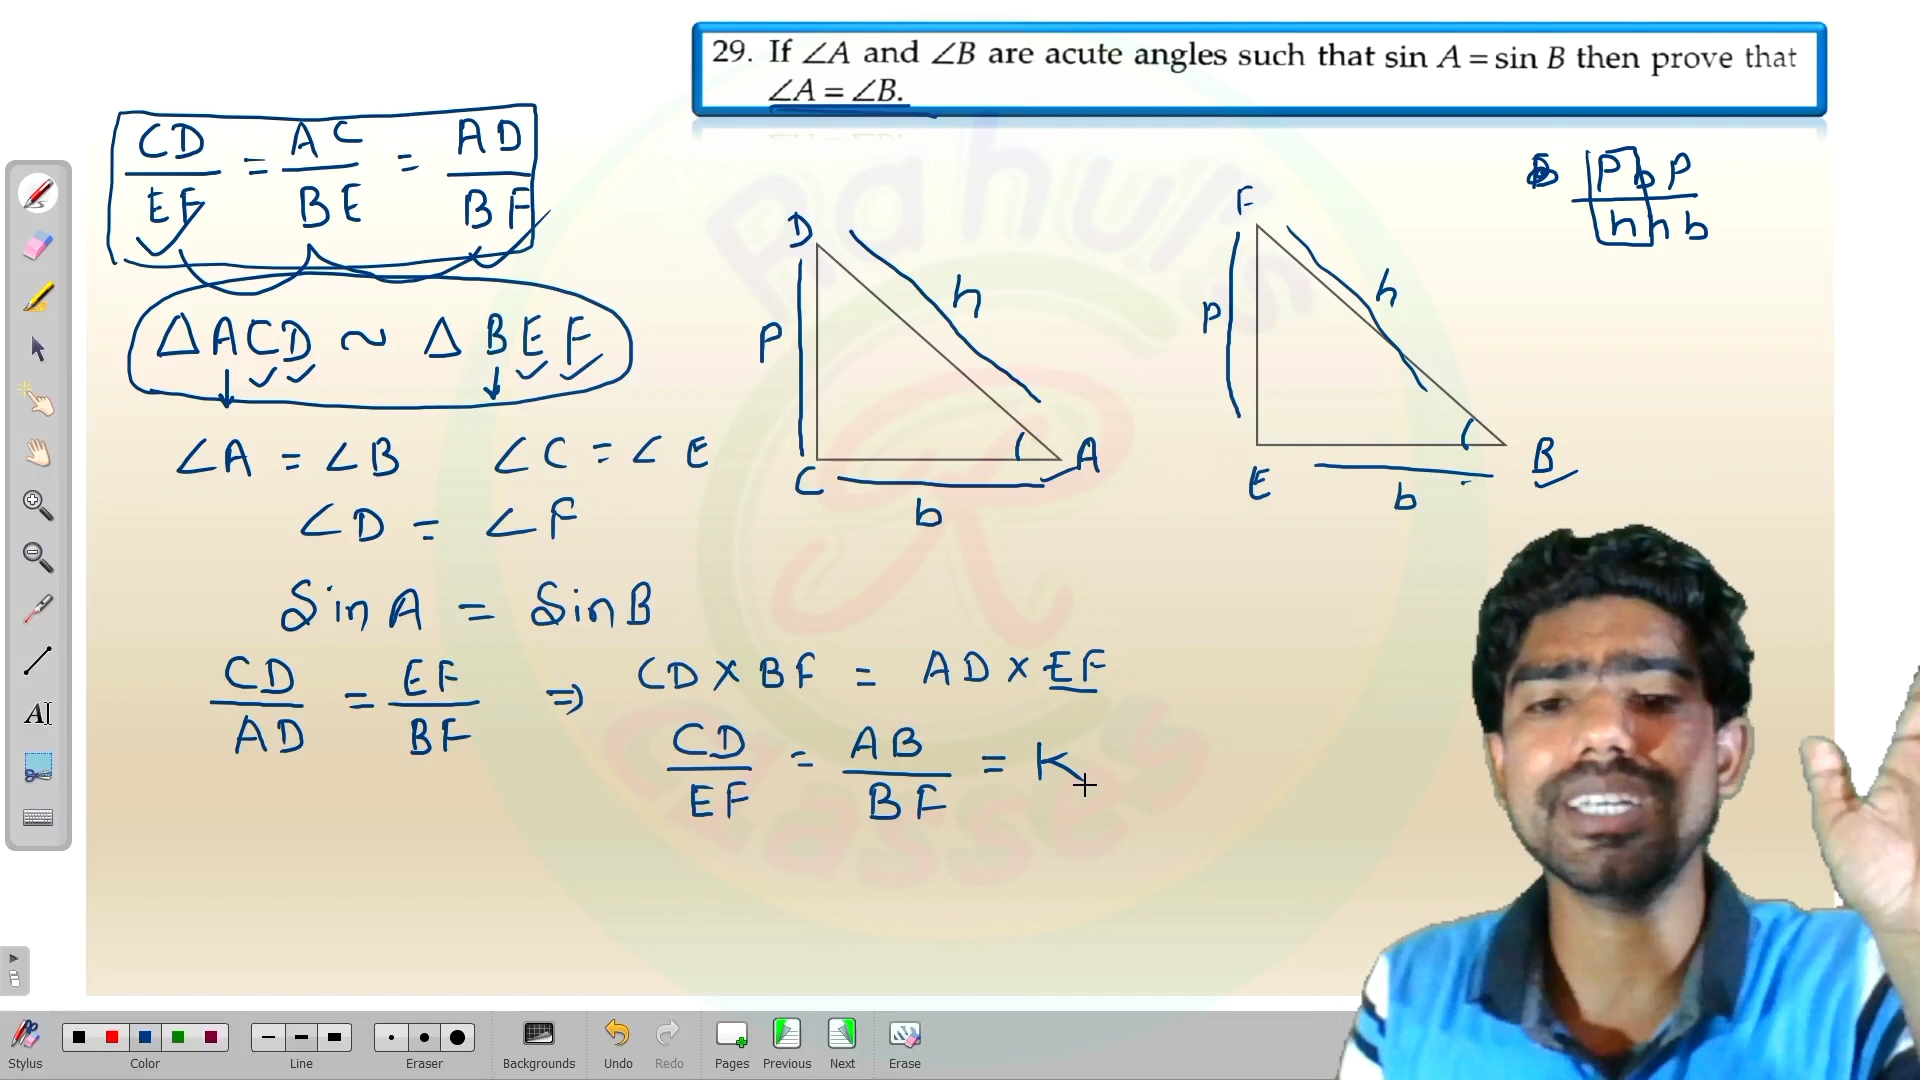 29. If ∠A and ∠B are acute angles such that sin A = sin B then prove that
∠A = ∠B.
CD/EF = AC/BE = AD/BF
△ACD ~ △BEF
∠A = ∠B   ∠C = ∠E
∠D = ∠F
Sin A = Sin B
CD/AD = EF/BF ⇒ CD × BF = AD × EF
CD/EF = AB/BF = K
D
P
h
C
A
b
F
P
h
E
B
b
P b P
h h b
Rahul's
R
Classes
Stylus
Color
Line
Eraser
Backgrounds
Undo
Redo
Pages
Previous
Next
Erase